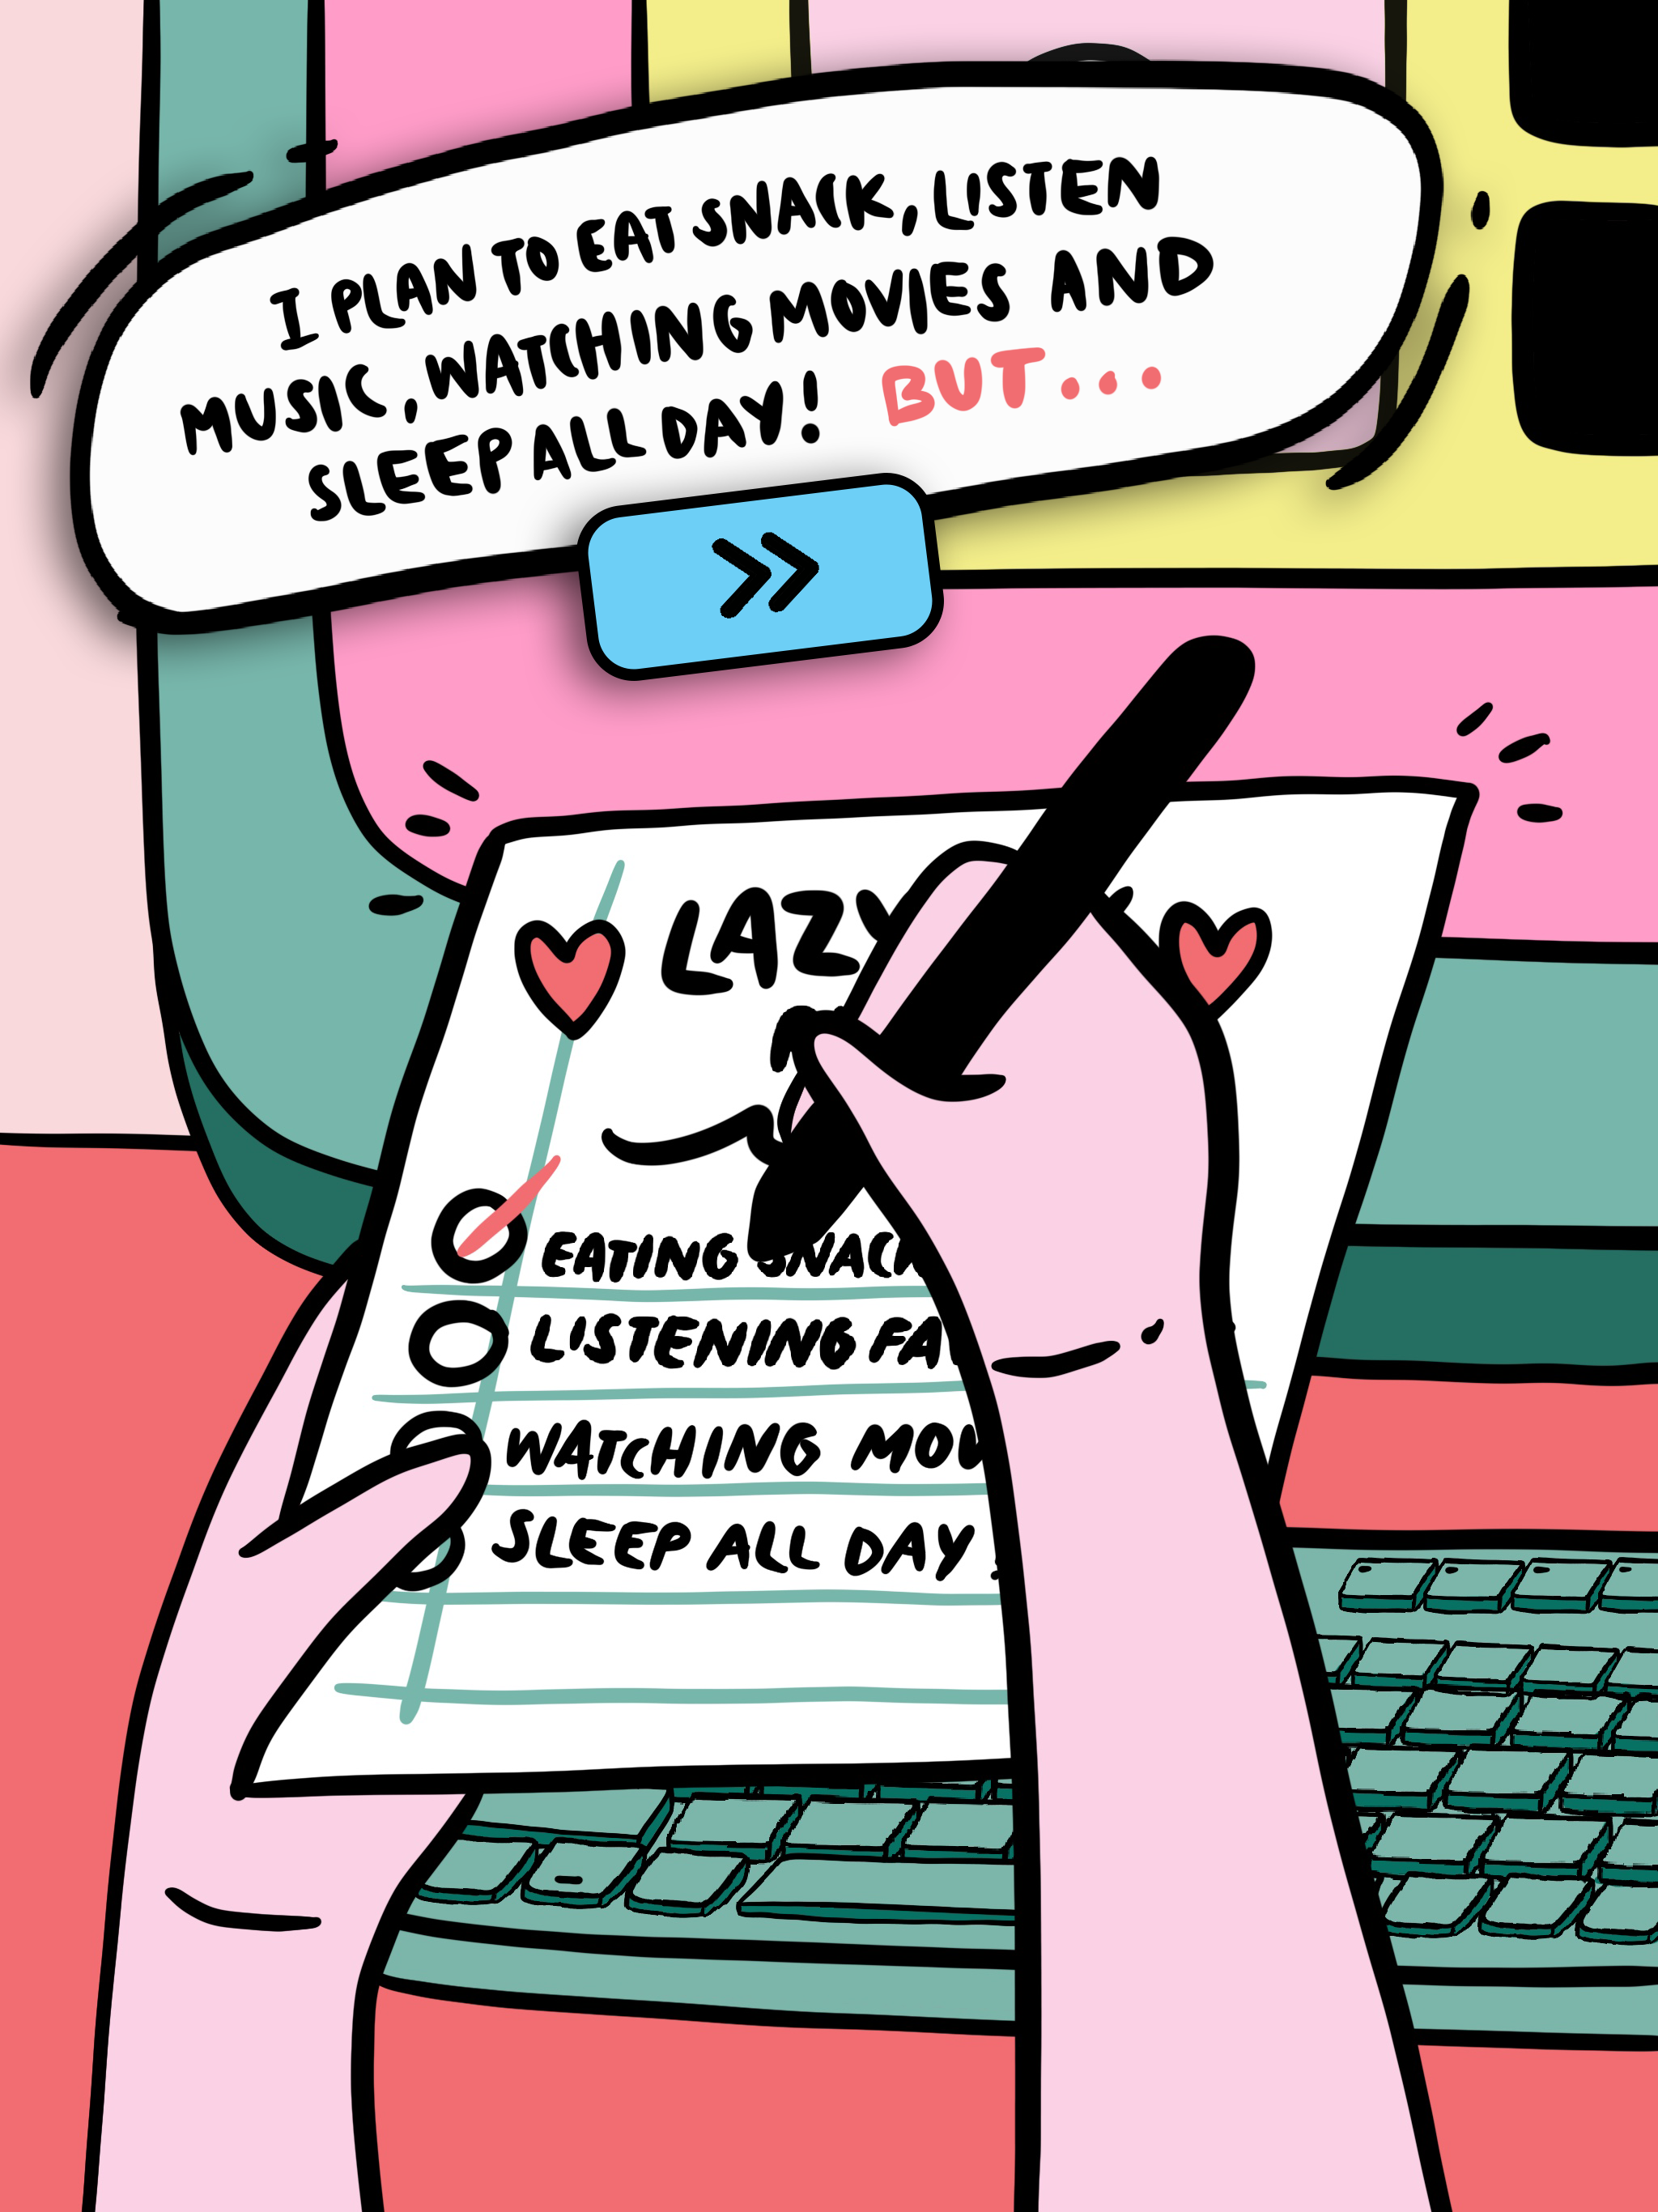 I PLAN TO EAT SNACK, LISTEN
MUSIC, WATCHING MOVIES AND
SLEEP ALL DAY! BUT...
LAZY
EATING
LISTENING
WATCHING MO
SLEEP ALL DAY